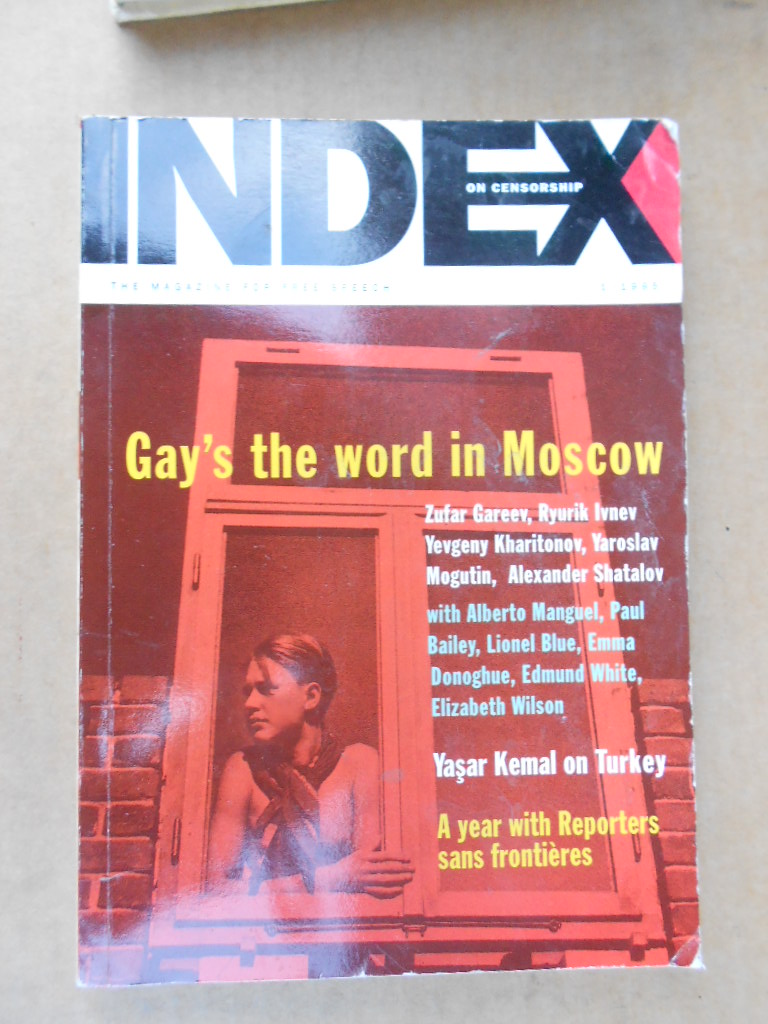 INDEX
ON CENSORSHIP
THE MAGAZINE FOR FREE SPEECH
1 1995
Gay's the word in Moscow
Zufar Gareev, Ryurik Ivnev
Yevgeny Kharitonov, Yaroslav
Mogutin, Alexander Shatalov
with Alberto Manguel, Paul
Bailey, Lionel Blue, Emma
Donoghue, Edmund White,
Elizabeth Wilson
Yaşar Kemal on Turkey
A year with Reporters
sans frontières